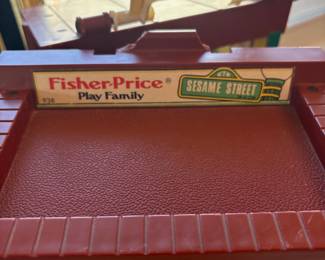 Fisher-Price®
Play Family
938
SESAME STREET